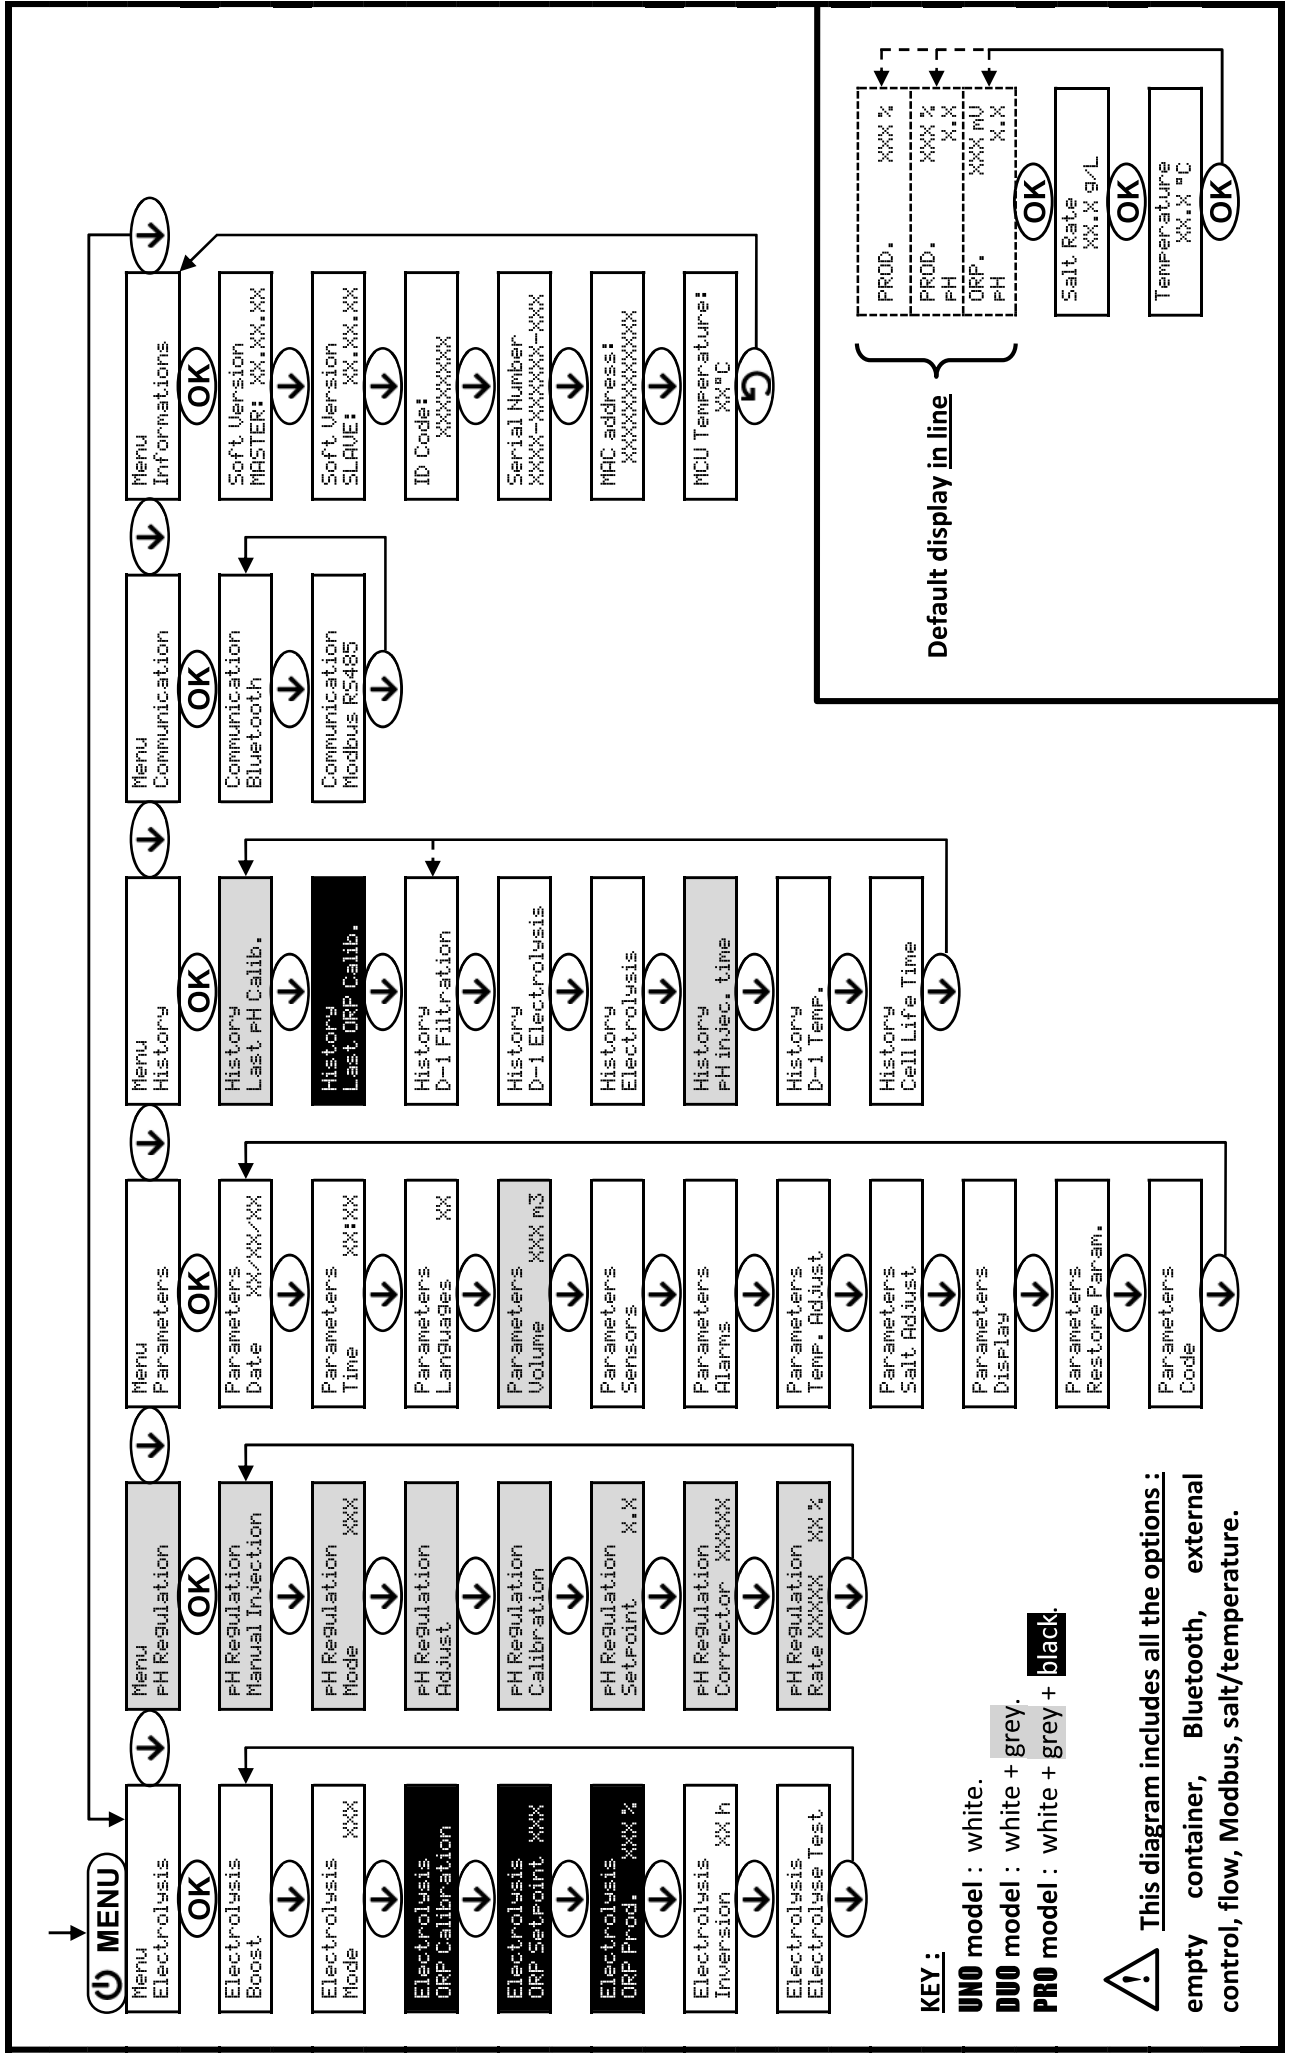 MENU
Menu
Electrolysis
OK
Electrolysis
Boost
Electrolysis
Mode XXX
Electrolysis
ORP Calibration
Electrolysis
ORP Setpoint XXX
Electrolysis
ORP Prod. XXX %
Electrolysis
Inversion XX h
Electrolysis
Electrolyse Test
Menu
pH Regulation
OK
pH Regulation
Manual Injection
pH Regulation
Mode XXX
pH Regulation
Adjust
pH Regulation
Calibration
pH Regulation
Setpoint X.X
pH Regulation
Corrector XXXXX
pH Regulation
Rate XXXXX XX %
Menu
Parameters
OK
Parameters
Date XX/XX/XX
Parameters
Time XX:XX
Parameters
Languages XX
Parameters
Volume XXX m3
Parameters
Sensors
Parameters
Alarms
Parameters
Temp. Adjust
Parameters
Salt Adjust
Parameters
Display
Parameters
Restore Param.
Parameters
Code
Menu
History
OK
History
Last pH Calib.
History
Last ORP Calib.
History
D-1 Filtration
History
D-1 Electrolysis
History
Electrolysis
History
pH injec. time
History
D-1 Temp.
History
Cell Life Time
Menu
Communication
OK
Communication
Bluetooth
Communication
Modbus RS485
Menu
Informations
OK
Soft Version
MASTER: XX.XX.XX
Soft Version
SLAVE: XX.XX.XX
ID Code:
XXXXXXXX
Serial Number
XXXX-XXXXXX-XXX
MAC address:
XXXXXXXXXXXX
MCU Temperature:
XX°C
KEY :
UNO model : white.
DUO model : white + grey.
PRO model : white + grey + black.
This diagram includes all the options :
empty container, Bluetooth, external
control, flow, Modbus, salt/temperature.
Default display in line
PROD. XXX %
PROD. XXX %
pH X.X
ORP. XXX mV
pH X.X
OK
Salt Rate
XX.X g/L
OK
Temperature
XX.X °C
OK